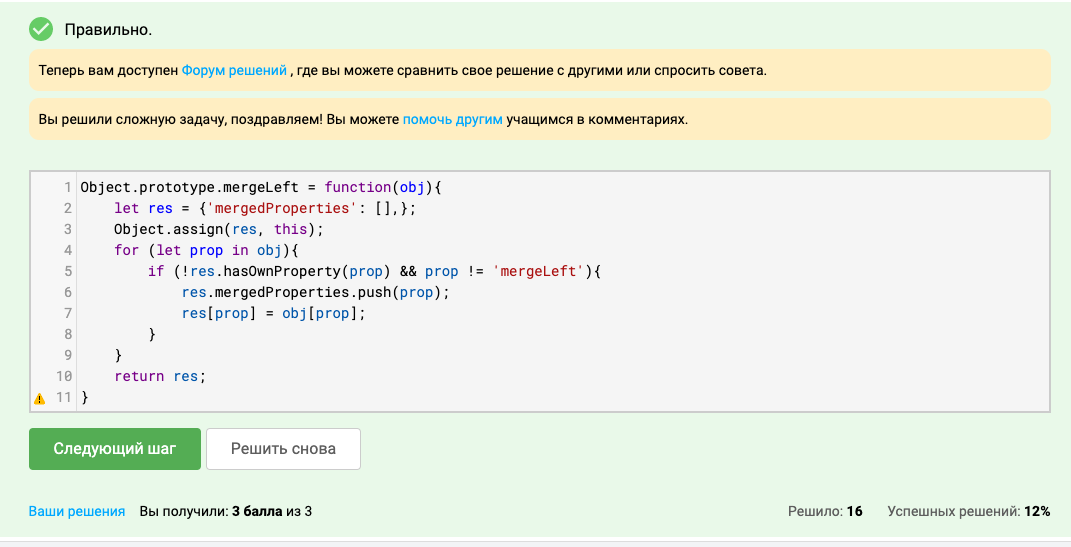 Правильно.
Теперь вам доступен Форум решений , где вы можете сравнить свое решение с другими или спросить совета.
Вы решили сложную задачу, поздравляем! Вы можете помочь другим учащимся в комментариях.
1 Object.prototype.mergeLeft = function(obj){
2     let res = {'mergedProperties': [],};
3     Object.assign(res, this);
4     for (let prop in obj){
5         if (!res.hasOwnProperty(prop) && prop != 'mergeLeft'){
6             res.mergedProperties.push(prop);
7             res[prop] = obj[prop];
8         }
9     }
10     return res;
11 }
Следующий шаг Решить снова
Ваши решения Вы получили: 3 балла из 3 Решило: 16 Успешных решений: 12%